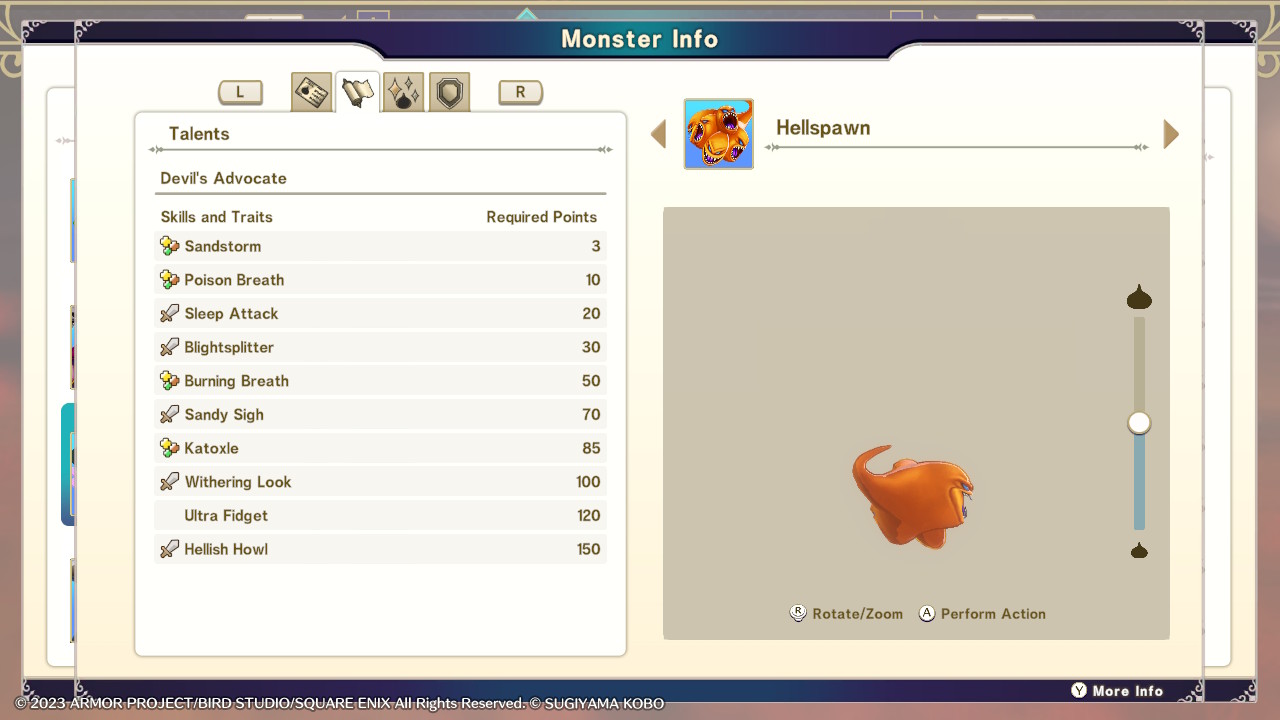 Monster Info
L
R
Talents
Hellspawn
Devil's Advocate
Skills and Traits Required Points
Sandstorm 3
Poison Breath 10
Sleep Attack 20
Blightsplitter 30
Burning Breath 50
Sandy Sigh 70
Katoxle 85
Withering Look 100
Ultra Fidget 120
Hellish Howl 150
R Rotate/Zoom A Perform Action
Y More Info
© 2023 ARMOR PROJECT/BIRD STUDIO/SQUARE ENIX All Rights Reserved. © SUGIYAMA KOBO